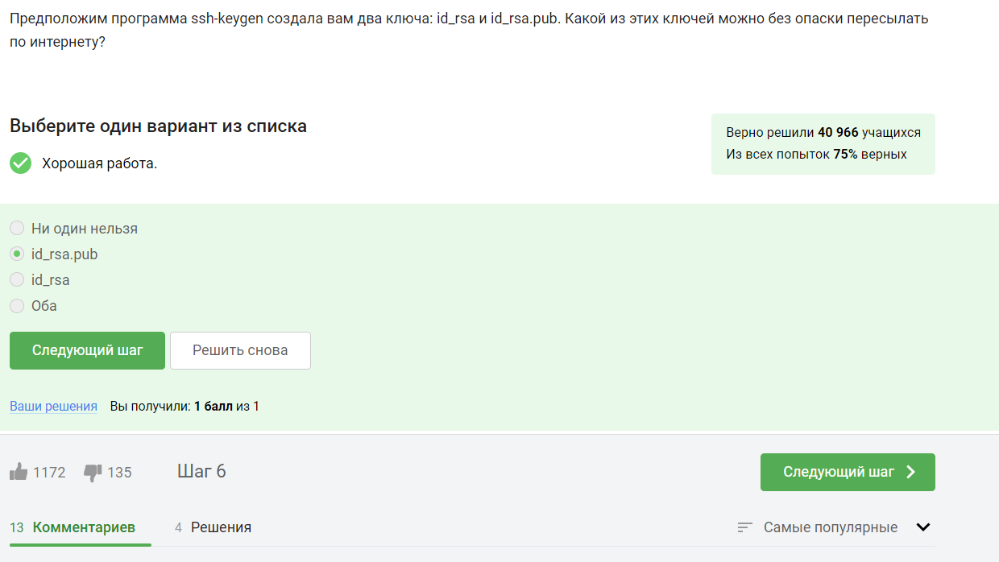 Предположим программа ssh-keygen создала вам два ключа: id_rsa и id_rsa.pub. Какой из этих ключей можно без опаски пересылать
по интернету?
Выберите один вариант из списка
Хорошая работа.
Верно решили 40 966 учащихся
Из всех попыток 75% верных
Ни один нельзя
id_rsa.pub
id_rsa
Оба
Следующий шаг
Решить снова
Ваши решения Вы получили: 1 балл из 1
1172 135 Шаг 6
Следующий шаг
13 Комментариев 4 Решения
Самые популярные